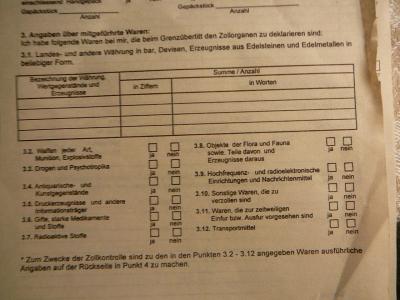 einschliesslich Handgepäck ja nein
Gepäckstück Gepäckstück
Anzahl Anzahl
3. Angaben über mitgeführte Waren:
Ich habe folgende Waren bei mir, die beim Grenzübertitt den Zollorganen zu deklarieren sind:
3.1. Landes- und andere Währung in bar, Devisen, Erzeugnisse aus Edelsteinen und Edelmetallen in
beliebiger Form.
Bezeichnung der Währung,
Wertgegenstände und
Erzeugnisse
Summe / Anzahl
in Ziffern
in Worten
3.2. Waffen jeder Art,
Munition, Explosivstoffe
ja nein
3.3. Drogen und Psychotropika
ja nein
3.4. Antiquarische- und
Kunstgegenstände
ja nein
3.5. Druckerzeugnisse und andere
Informationsträger
ja nein
3.6. Gifte, starke Medikamente
und Stoffe
ja nein
3.7. Radioaktive Stoffe
ja nein
3.8. Objekte der Flora und Fauna
sowie Teile davon und
Erzeugnisse daraus
ja nein
3.9. Hochfrequenz- und radioelektronische
Einrichtungen und Nachrichtenmittel
ja nein
3.10. Sonstige Waren, die zu
verzollen sind
ja nein
3.11. Waren, die zur zeitweiligen
Einfur bzw. Ausfur vorgesehen sind
ja nein
3.12. Transportmittel
ja nein
* Zum Zwecke der Zollkontrolle sind zu den in den Punkten 3.2 - 3.12 angegeben Waren ausführliche
Angaben auf der Rückseite in Punkt 4 zu machen.